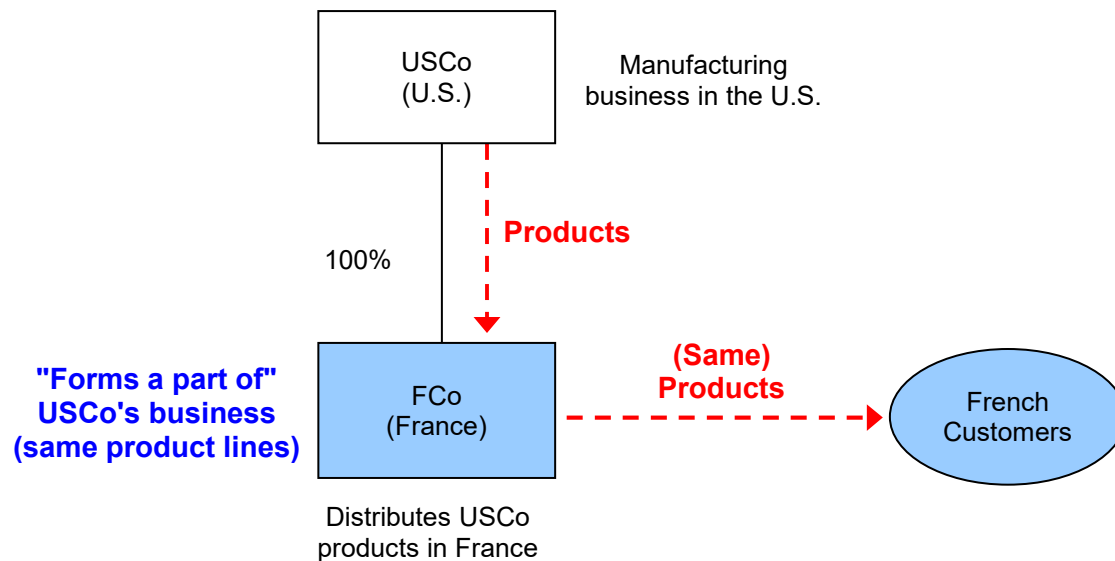 USCo
(U.S.)
Manufacturing
business in the U.S.
Products
100%
"Forms a part of"
USCo's business
(same product lines)
FCo
(France)
(Same)
Products
French
Customers
Distributes USCo
products in France